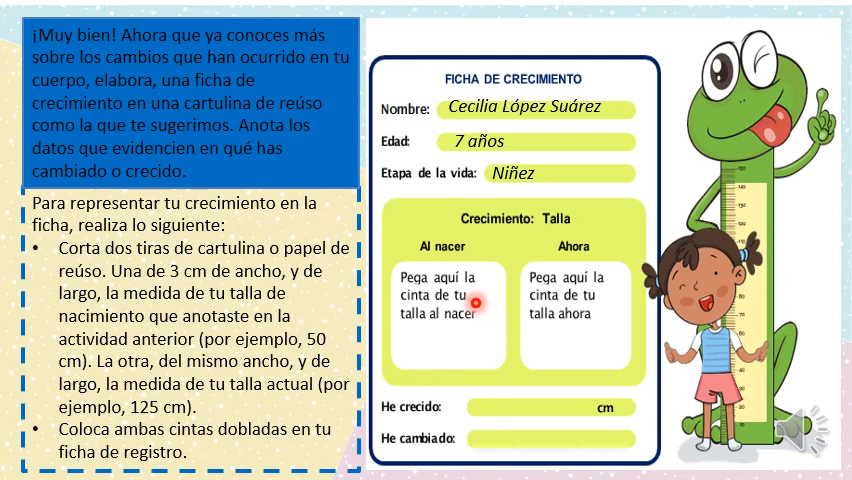 ¡Muy bien! Ahora que ya conoces más
sobre los cambios que han ocurrido en tu
cuerpo, elabora, una ficha de
crecimiento en una cartulina de reúso
como la que te sugerimos. Anota los
datos que evidencien en qué has
cambiado o crecido.
Para representar tu crecimiento en la
ficha, realiza lo siguiente:
• Corta dos tiras de cartulina o papel de
reúso. Una de 3 cm de ancho, y de
largo, la medida de tu talla de
nacimiento que anotaste en la
actividad anterior (por ejemplo, 50
cm). La otra, del mismo ancho, y de
largo, la medida de tu talla actual (por
ejemplo, 125 cm).
• Coloca ambas cintas dobladas en tu
ficha de registro.
FICHA DE CRECIMIENTO
Nombre: Cecilia López Suárez
Edad: 7 años
Etapa de la vida: Niñez
Crecimiento: Talla
Al nacer
Pega aquí la
cinta de tu
talla al nacer
Ahora
Pega aquí la
cinta de tu
talla ahora
He crecido: cm
He cambiado: